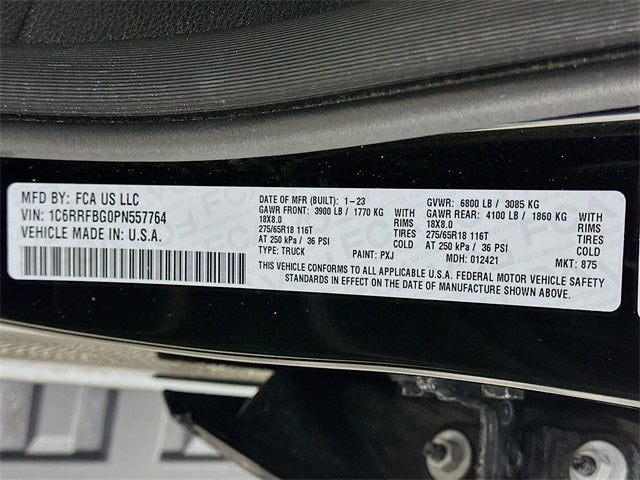 MFD BY: FCA US LLC
VIN: 1C6RRFBG0PN557764
VEHICLE MADE IN: U.S.A.
DATE OF MFR (BUILT): 1-23
GAWR FRONT: 3900 LB / 1770 KG WITH
18X8.0 RIMS
275/65R18 116T TIRES
AT 250 kPa / 36 PSI COLD
TYPE: TRUCK PAINT: PXJ
GVWR: 6800 LB / 3085 KG
GAWR REAR: 4100 LB / 1860 KG WITH
18X8.0 RIMS
275/65R18 116T TIRES
AT 250 kPa / 36 PSI COLD
MDH: 012421 MKT: 875
THIS VEHICLE CONFORMS TO ALL APPLICABLE U.S.A. FEDERAL MOTOR VEHICLE SAFETY
STANDARDS IN EFFECT ON THE DATE OF MANUFACTURE SHOWN ABOVE.